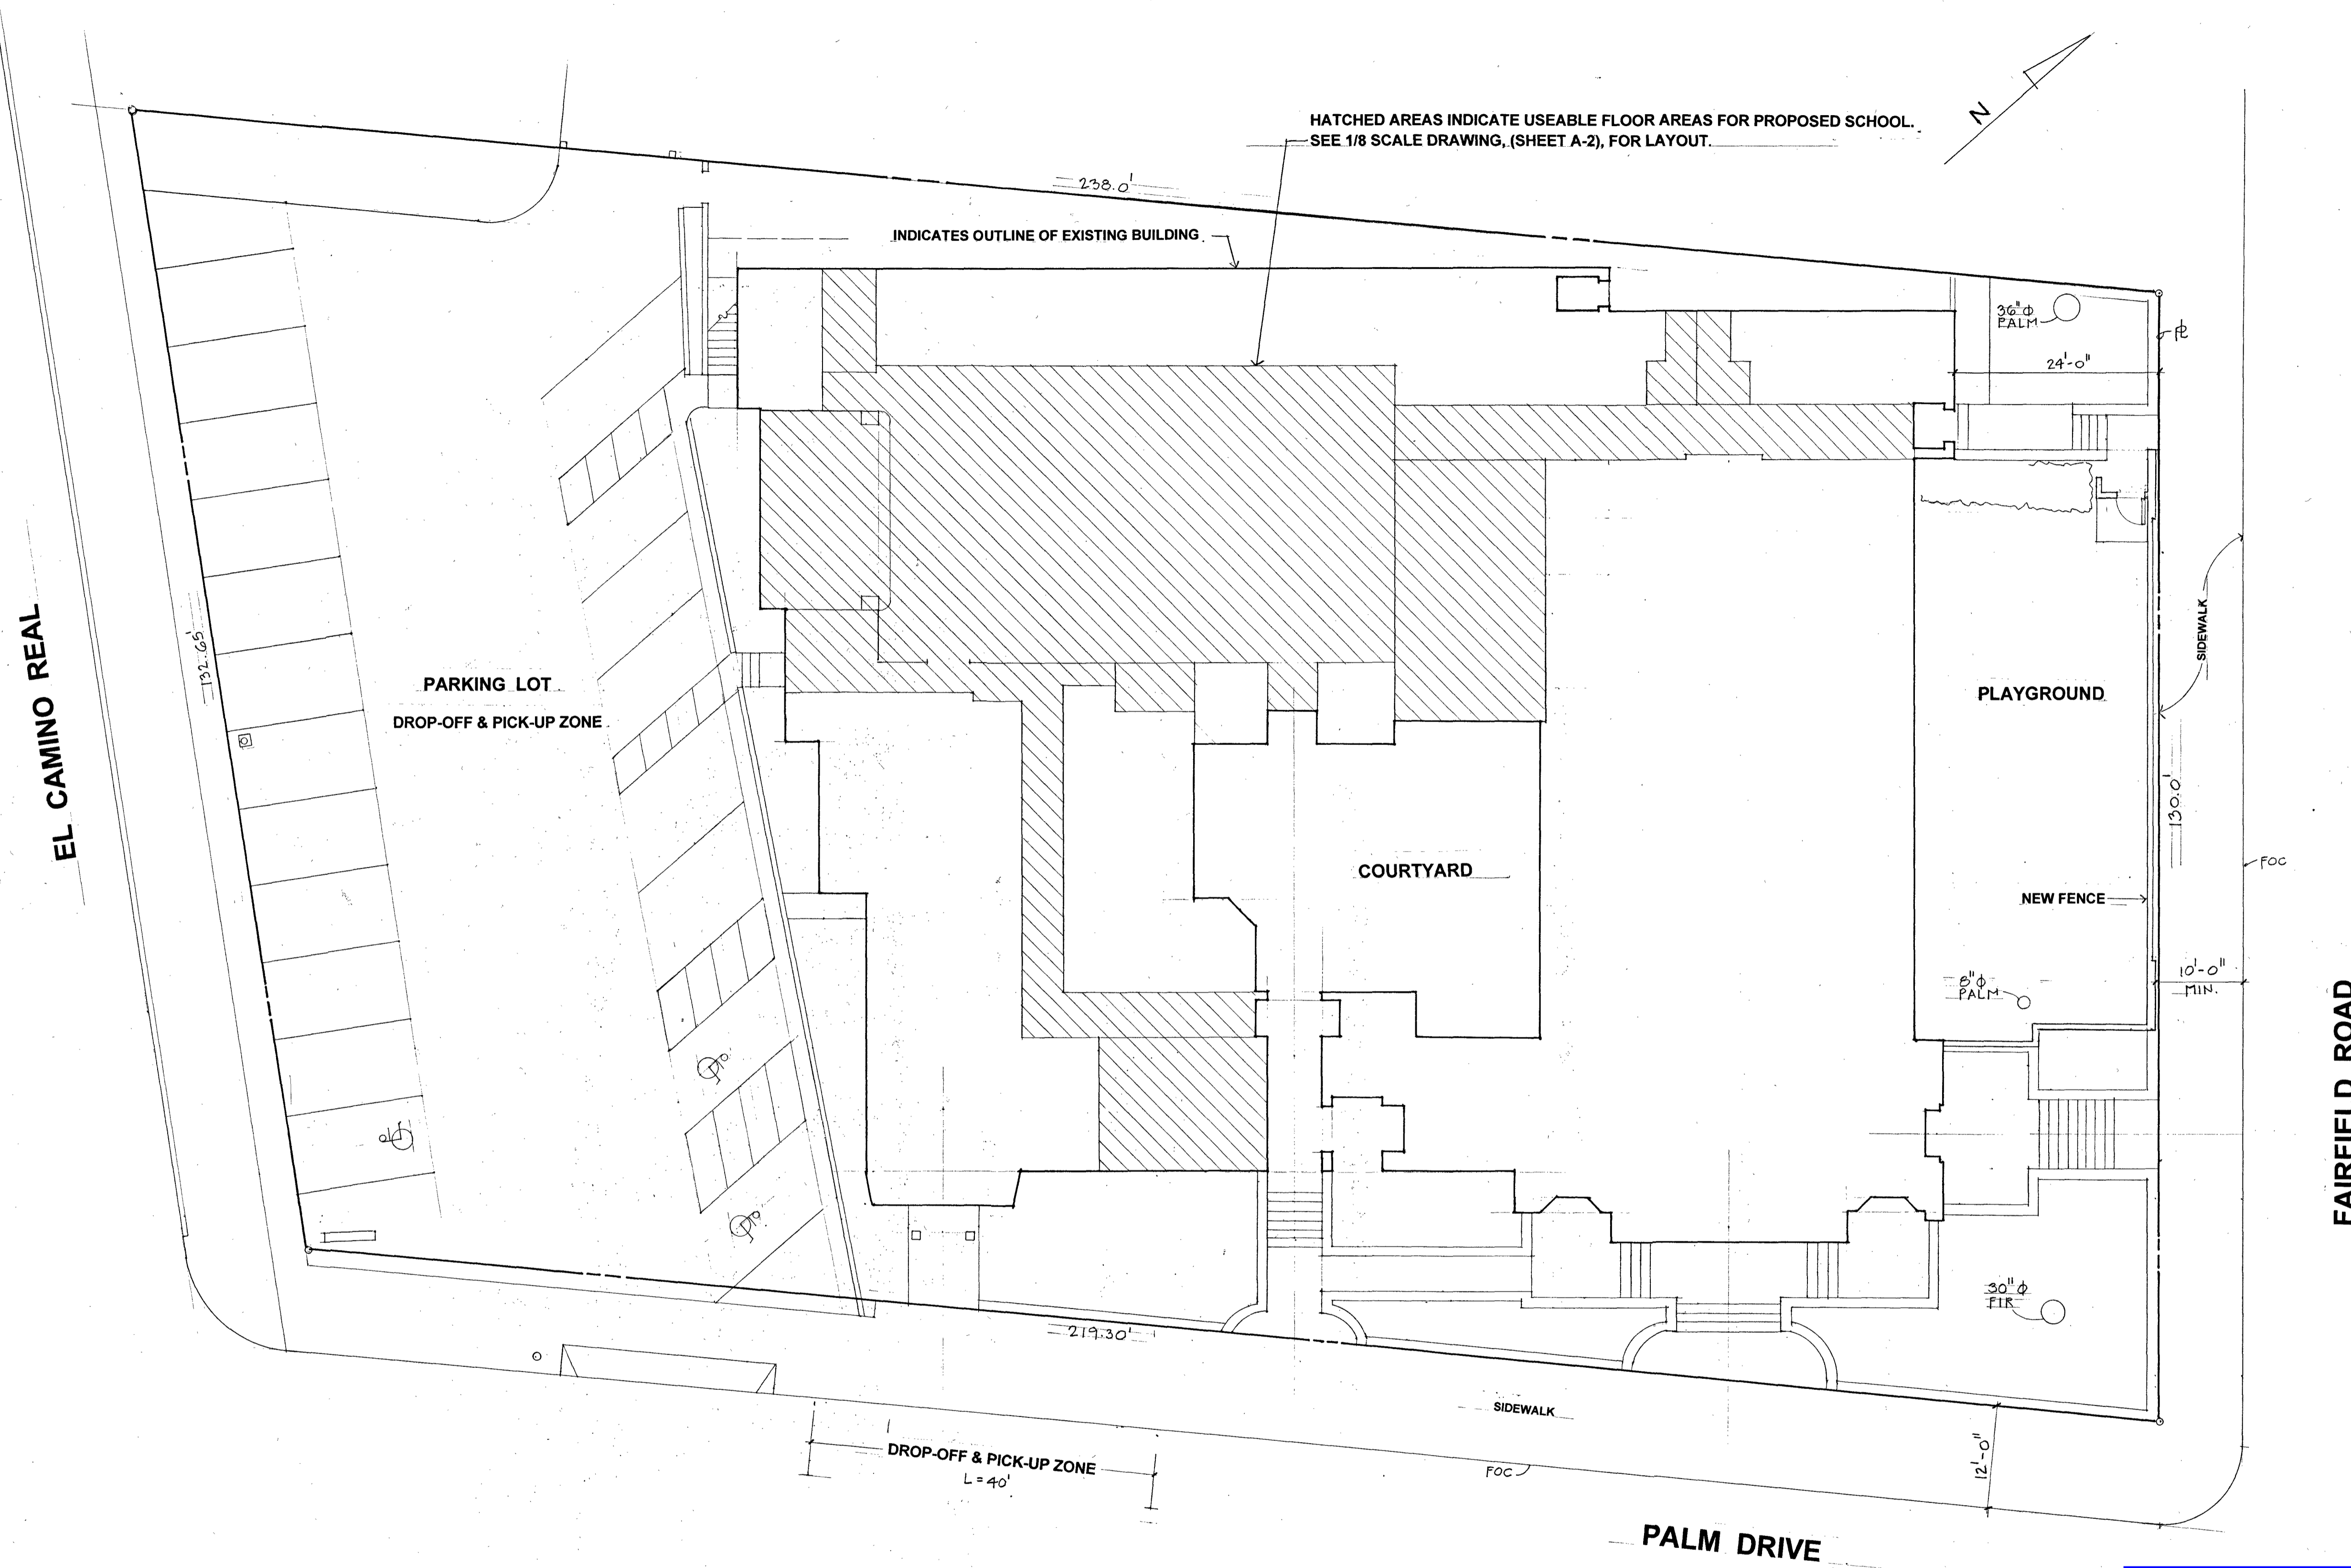 N
HATCHED AREAS INDICATE USEABLE FLOOR AREAS FOR PROPOSED SCHOOL.
SEE 1/8 SCALE DRAWING, (SHEET A-2), FOR LAYOUT.
238.0'
INDICATES OUTLINE OF EXISTING BUILDING
36"Φ
PALM
PL
24'-0"
SIDEWALK
EL CAMINO REAL
132.65'
PARKING LOT
DROP-OFF & PICK-UP ZONE
PLAYGROUND
130.0'
COURTYARD
FOC
NEW FENCE
8"Φ
PALM
10'-0"
MIN.
FAIRFIELD ROAD
30"Φ
FIR
219.30'
SIDEWALK
12'-0"
DROP-OFF & PICK-UP ZONE
L = 40'
FOC
PALM DRIVE